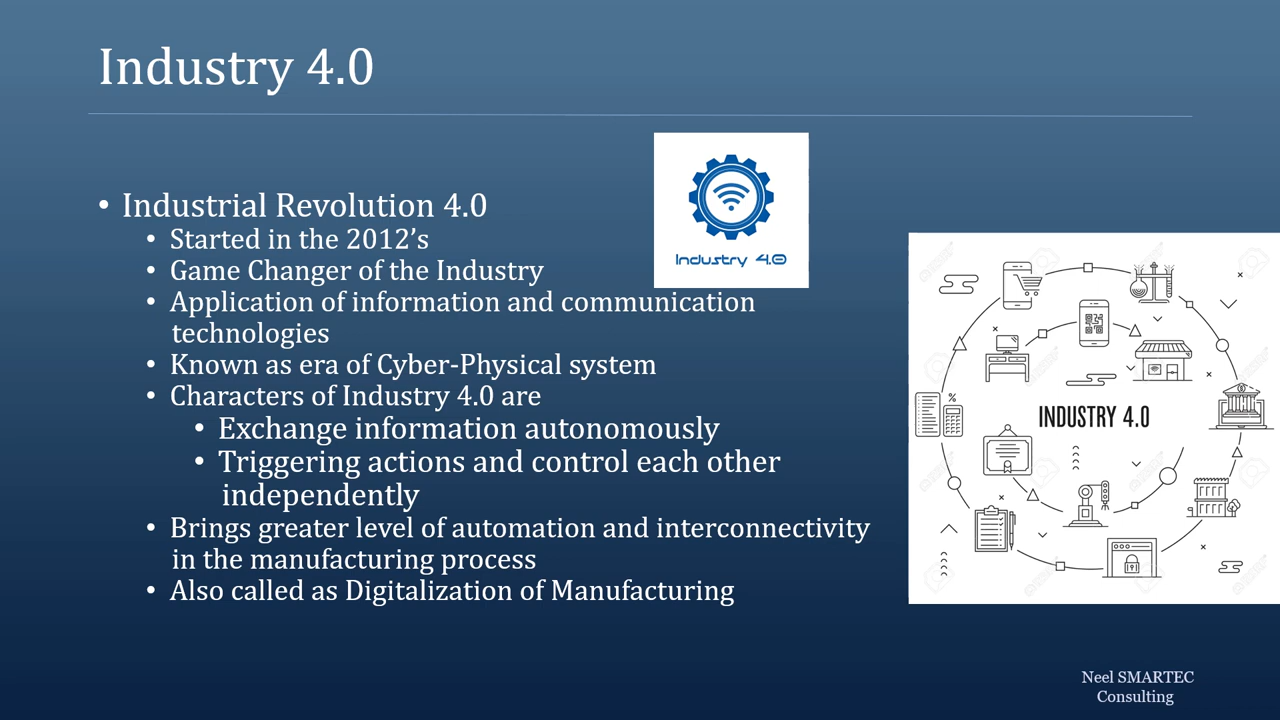 Industry 4.0
• Industrial Revolution 4.0
• Started in the 2012’s
• Game Changer of the Industry
• Application of information and communication
technologies
• Known as era of Cyber-Physical system
• Characters of Industry 4.0 are
• Exchange information autonomously
• Triggering actions and control each other
independently
• Brings greater level of automation and interconnectivity
in the manufacturing process
• Also called as Digitalization of Manufacturing
Industry 4.0
%
INDUSTRY 4.0
Neel SMARTEC
Consulting